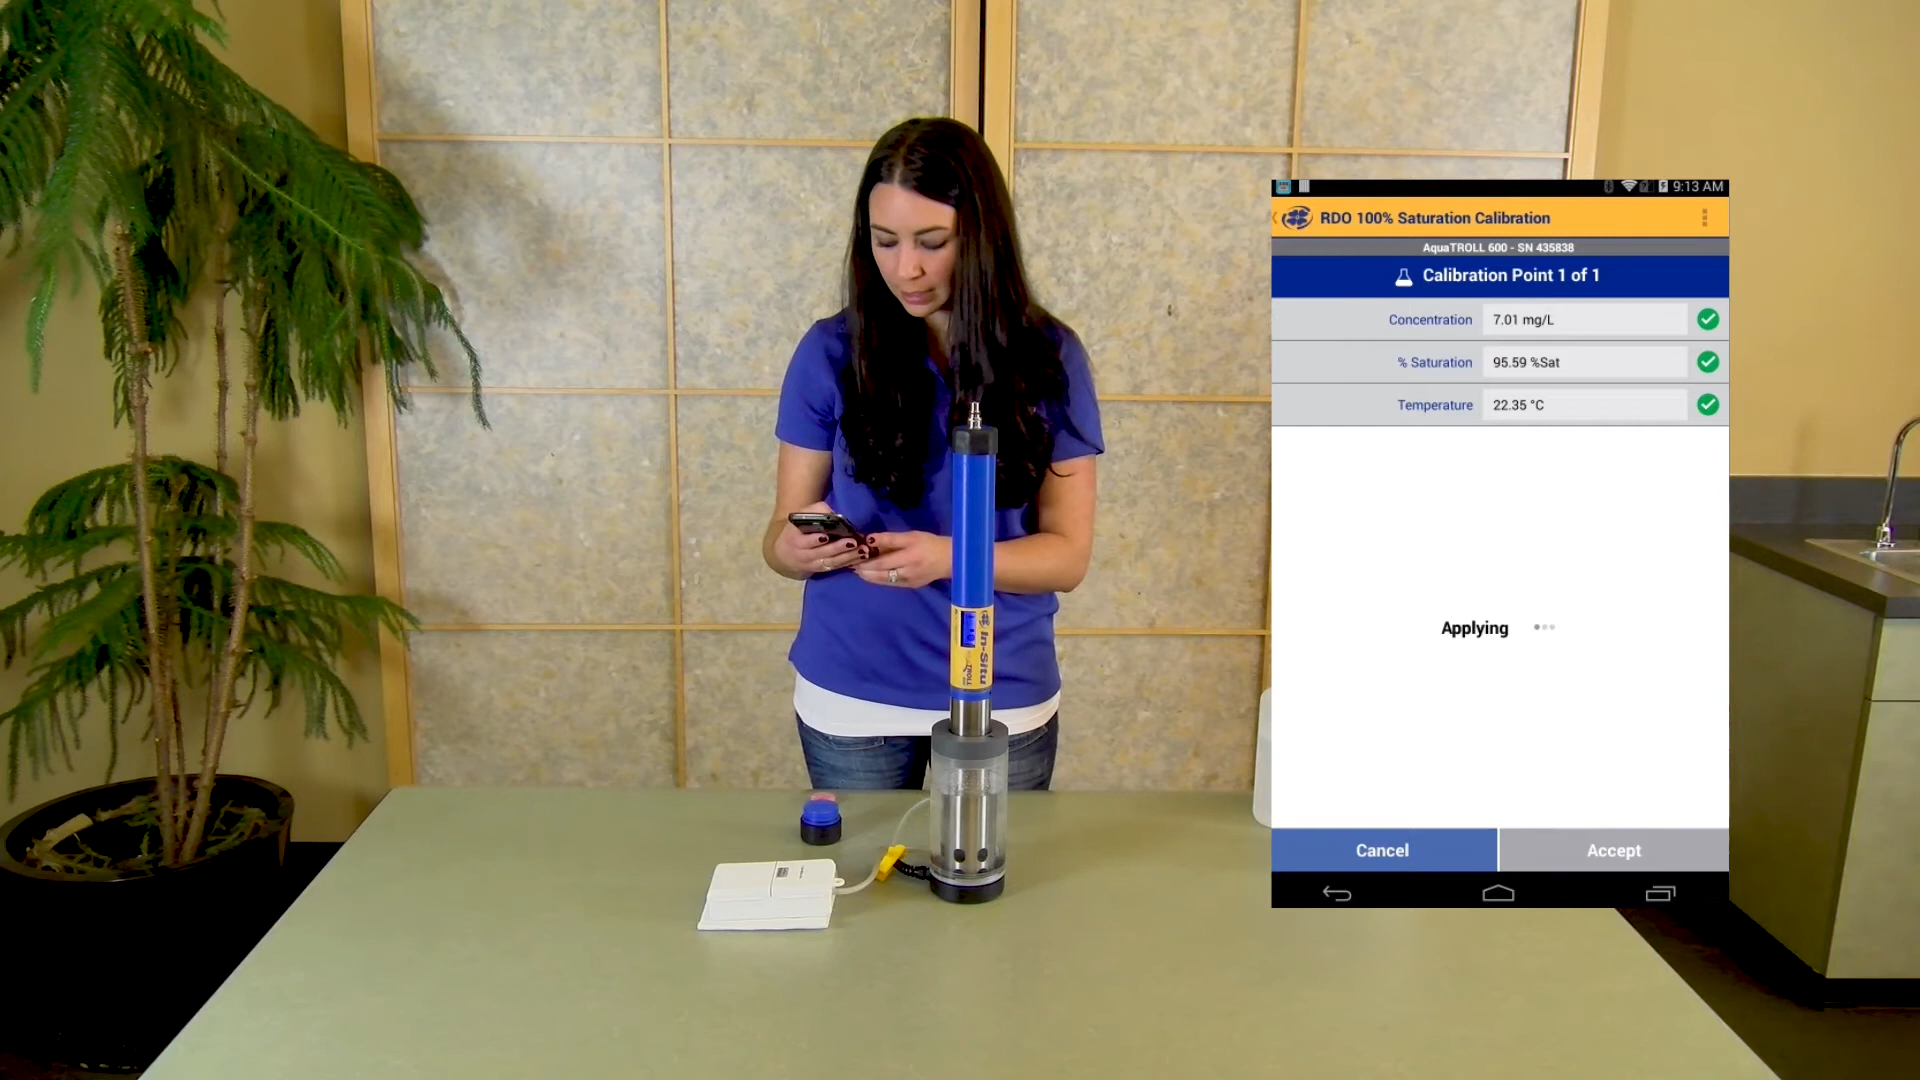 9:13 AM
RDO 100% Saturation Calibration
AquaTROLL 600 - SN 435838
Calibration Point 1 of 1
Concentration 7.01 mg/L
% Saturation 95.59 %Sat
Temperature 22.35 °C
Applying
Cancel Accept
In-Situ
TROLL